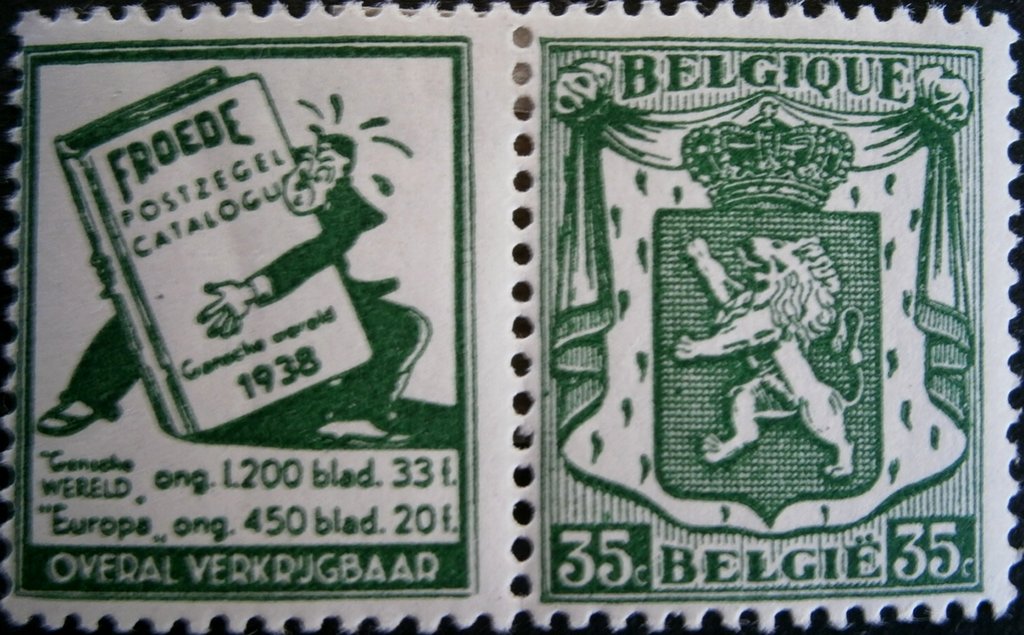 FROEDE
POSTZEGEL
CATALOGU
Gansche wereld
1938
"Gansche
WERELD" ong. 1.200 blad. 33 f.
"Europa" ong. 450 blad. 20 f.
OVERAL VERKRIJGBAAR
BELGIQUE
35c BELGIË 35c